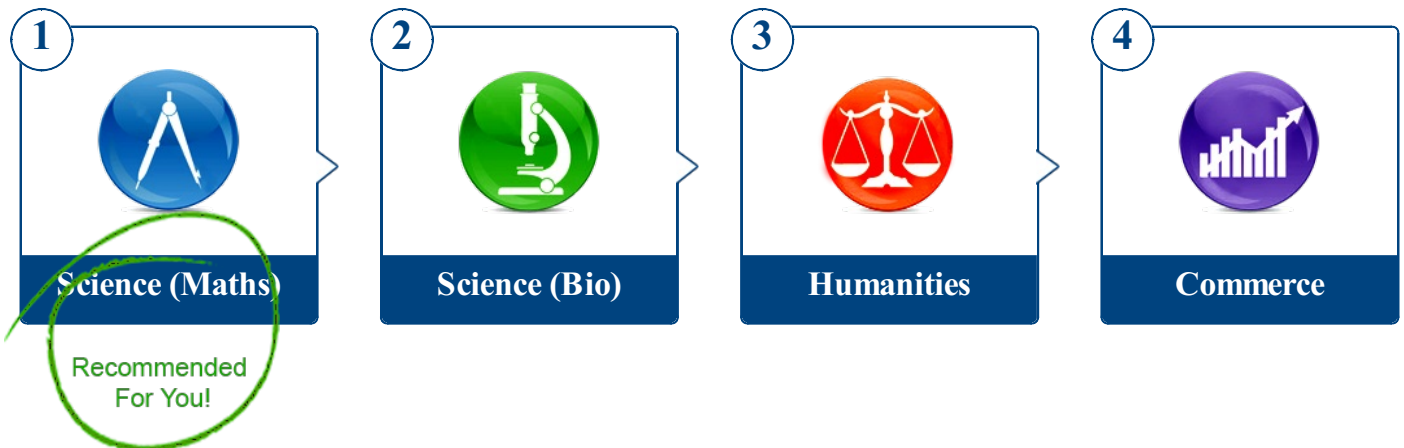 1
2
3
4
Science (Maths)
Science (Bio)
Humanities
Commerce
Recommended
For You!